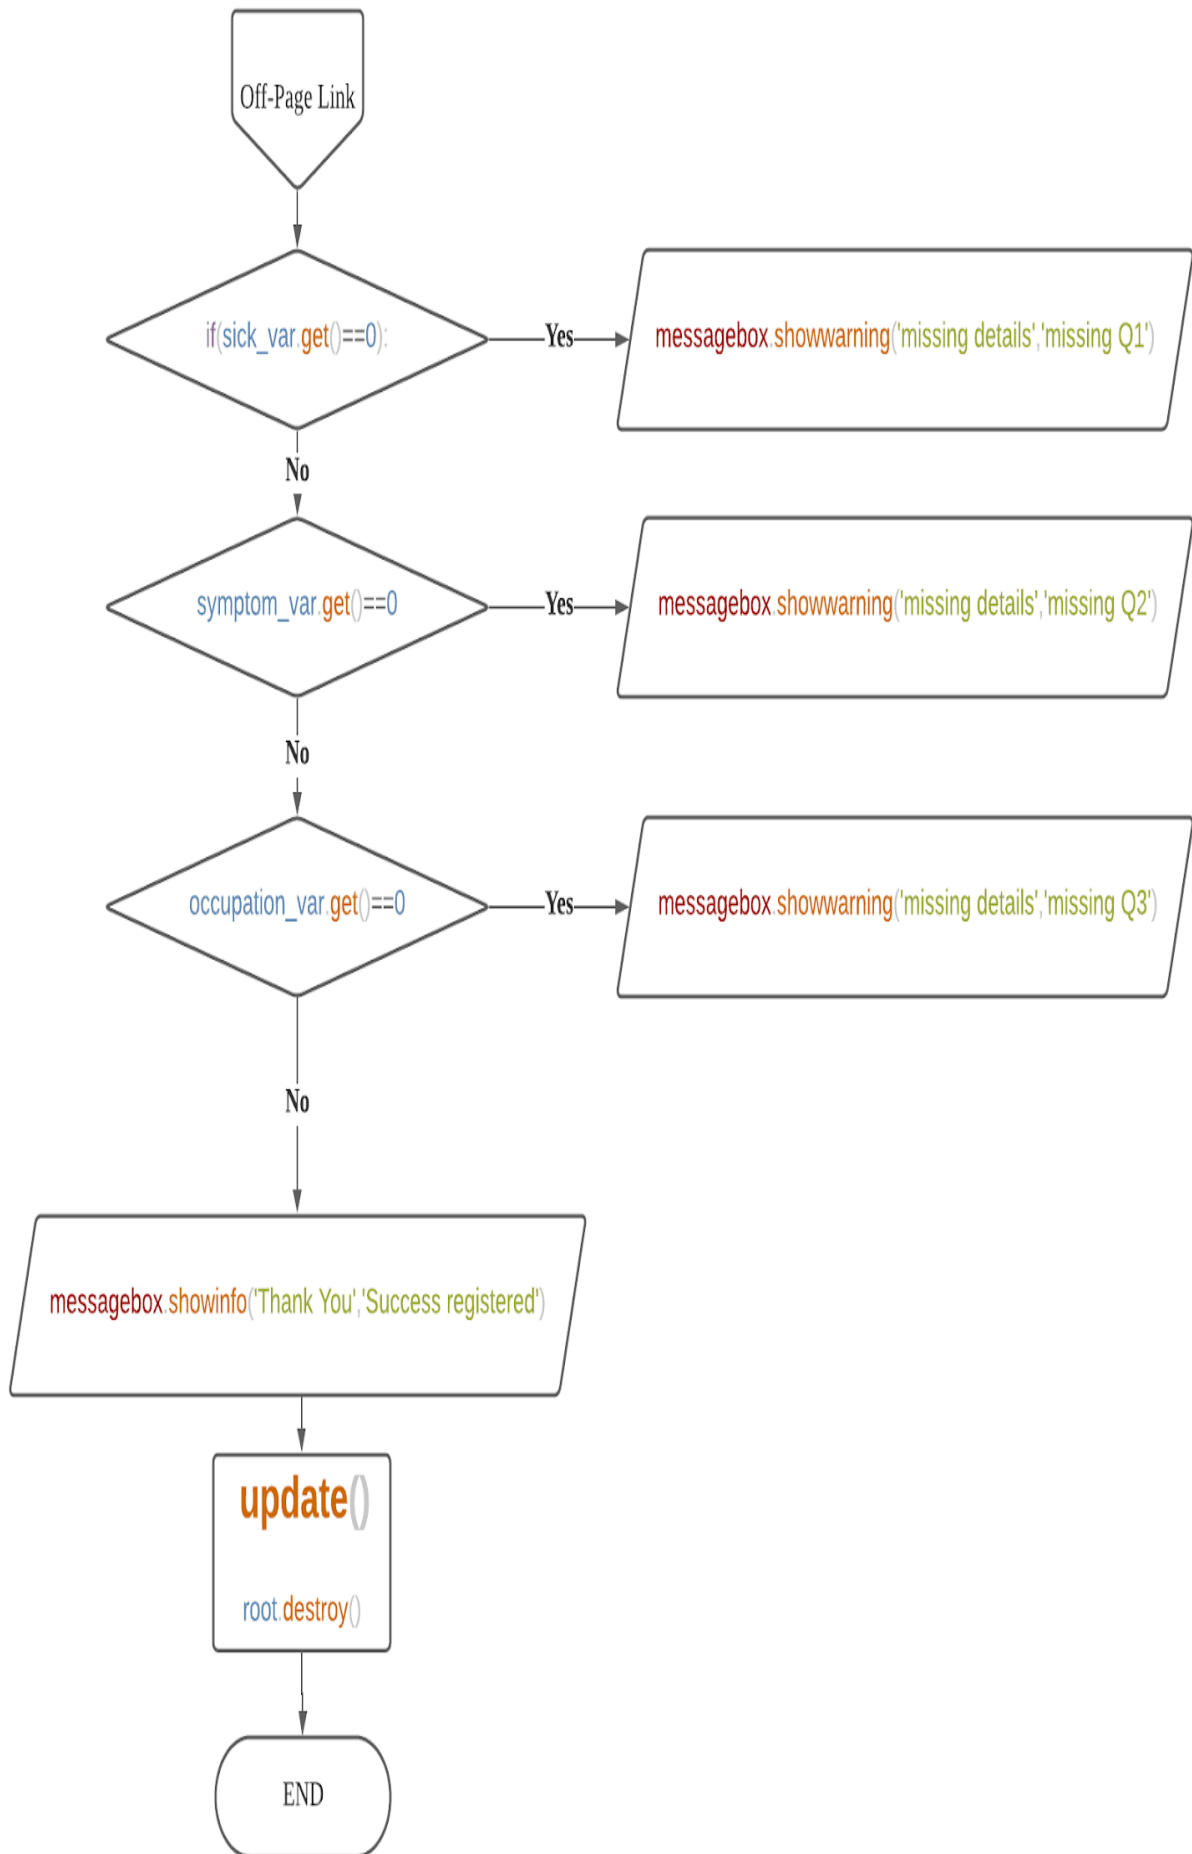 Off-Page Link
if(sick_var.get()==0):
Yes
messagebox.showwarning('missing details','missing Q1')
No
symptom_var.get()==0
Yes
messagebox.showwarning('missing details','missing Q2')
No
occupation_var.get()==0
Yes
messagebox.showwarning('missing details','missing Q3')
No
messagebox.showinfo('Thank You','Success registered')
update()
root.destroy()
END